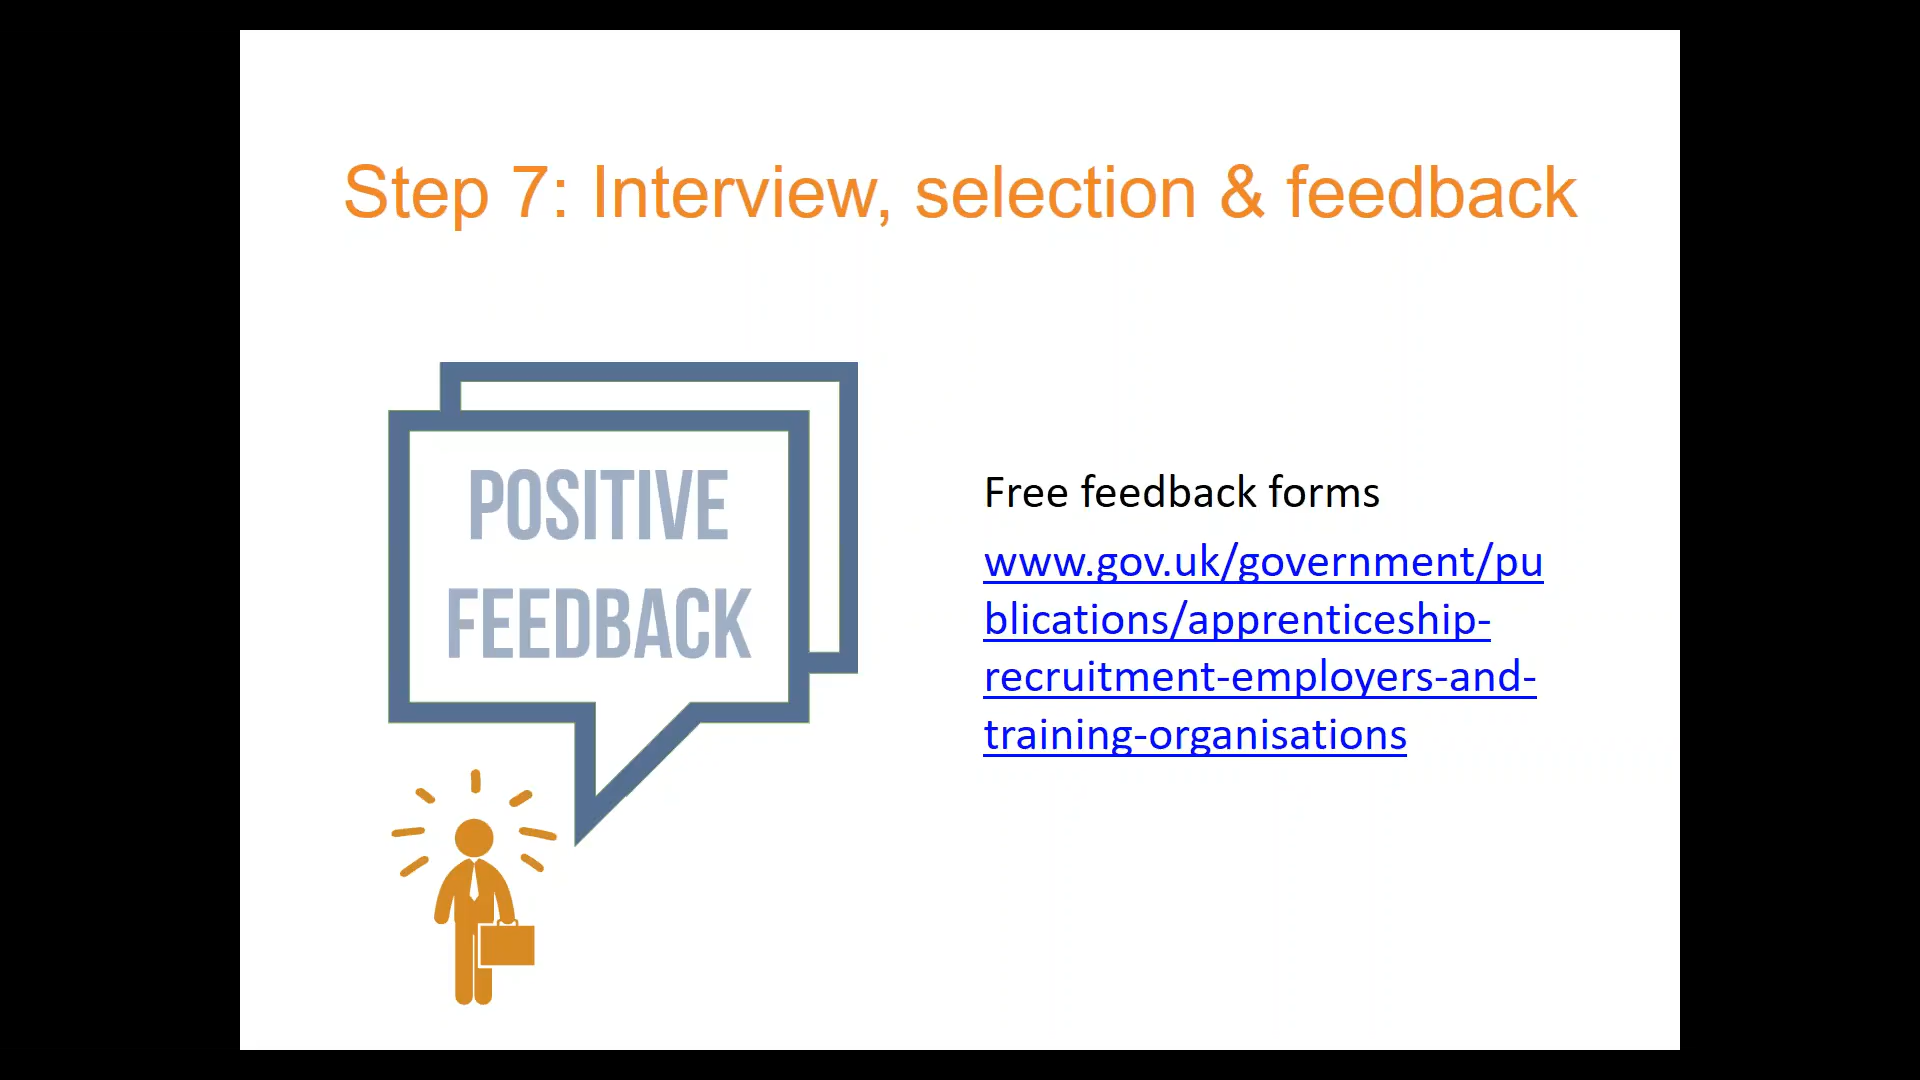 Step 7: Interview, selection & feedback
POSITIVE
FEEDBACK
Free feedback forms
www.gov.uk/government/pu
blications/apprenticeship-
recruitment-employers-and-
training-organisations